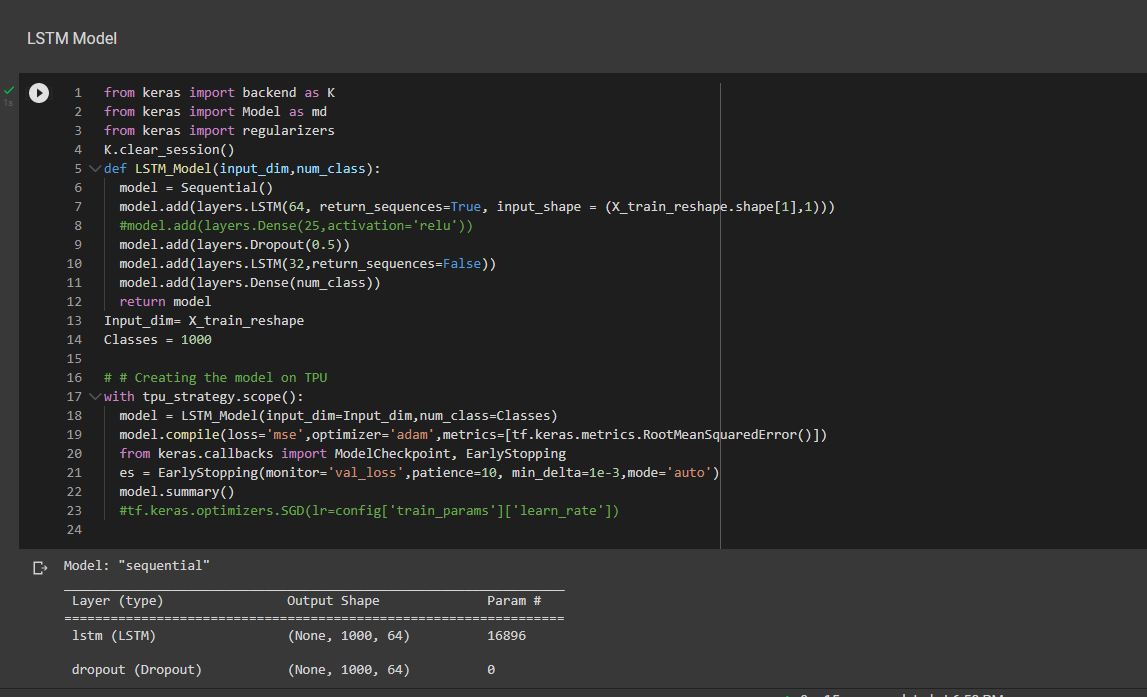 LSTM Model
1s
1 from keras import backend as K
2 from keras import Model as md
3 from keras import regularizers
4 K.clear_session()
5 def LSTM_Model(input_dim,num_class):
6   model = Sequential()
7   model.add(layers.LSTM(64, return_sequences=True, input_shape = (X_train_reshape.shape[1],1)))
8   #model.add(layers.Dense(25,activation='relu'))
9   model.add(layers.Dropout(0.5))
10   model.add(layers.LSTM(32,return_sequences=False))
11   model.add(layers.Dense(num_class))
12   return model
13 Input_dim= X_train_reshape
14 Classes = 1000
15
16 # # Creating the model on TPU
17 with tpu_strategy.scope():
18   model = LSTM_Model(input_dim=Input_dim,num_class=Classes)
19   model.compile(loss='mse',optimizer='adam',metrics=[tf.keras.metrics.RootMeanSquaredError()])
20   from keras.callbacks import ModelCheckpoint, EarlyStopping
21   es = EarlyStopping(monitor='val_loss',patience=10, min_delta=1e-3,mode='auto')
22   model.summary()
23   #tf.keras.optimizers.SGD(lr=config['train_params']['learn_rate'])
24
Model: "sequential"
Layer (type) Output Shape Param #
=================================================================
lstm (LSTM) (None, 1000, 64) 16896
dropout (Dropout) (None, 1000, 64) 0